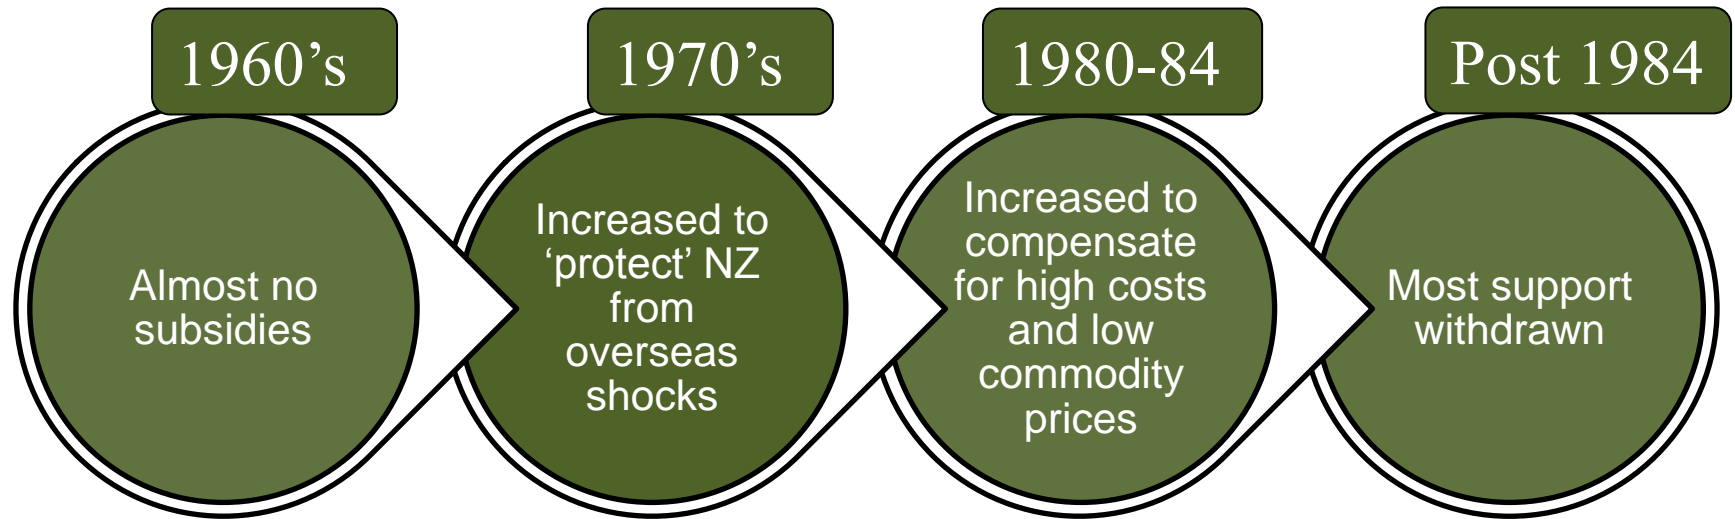 1960’s
Almost no
subsidies
1970’s
Increased to
‘protect’ NZ
from
overseas
shocks
1980-84
Increased to
compensate
for high costs
and low
commodity
prices
Post 1984
Most support
withdrawn